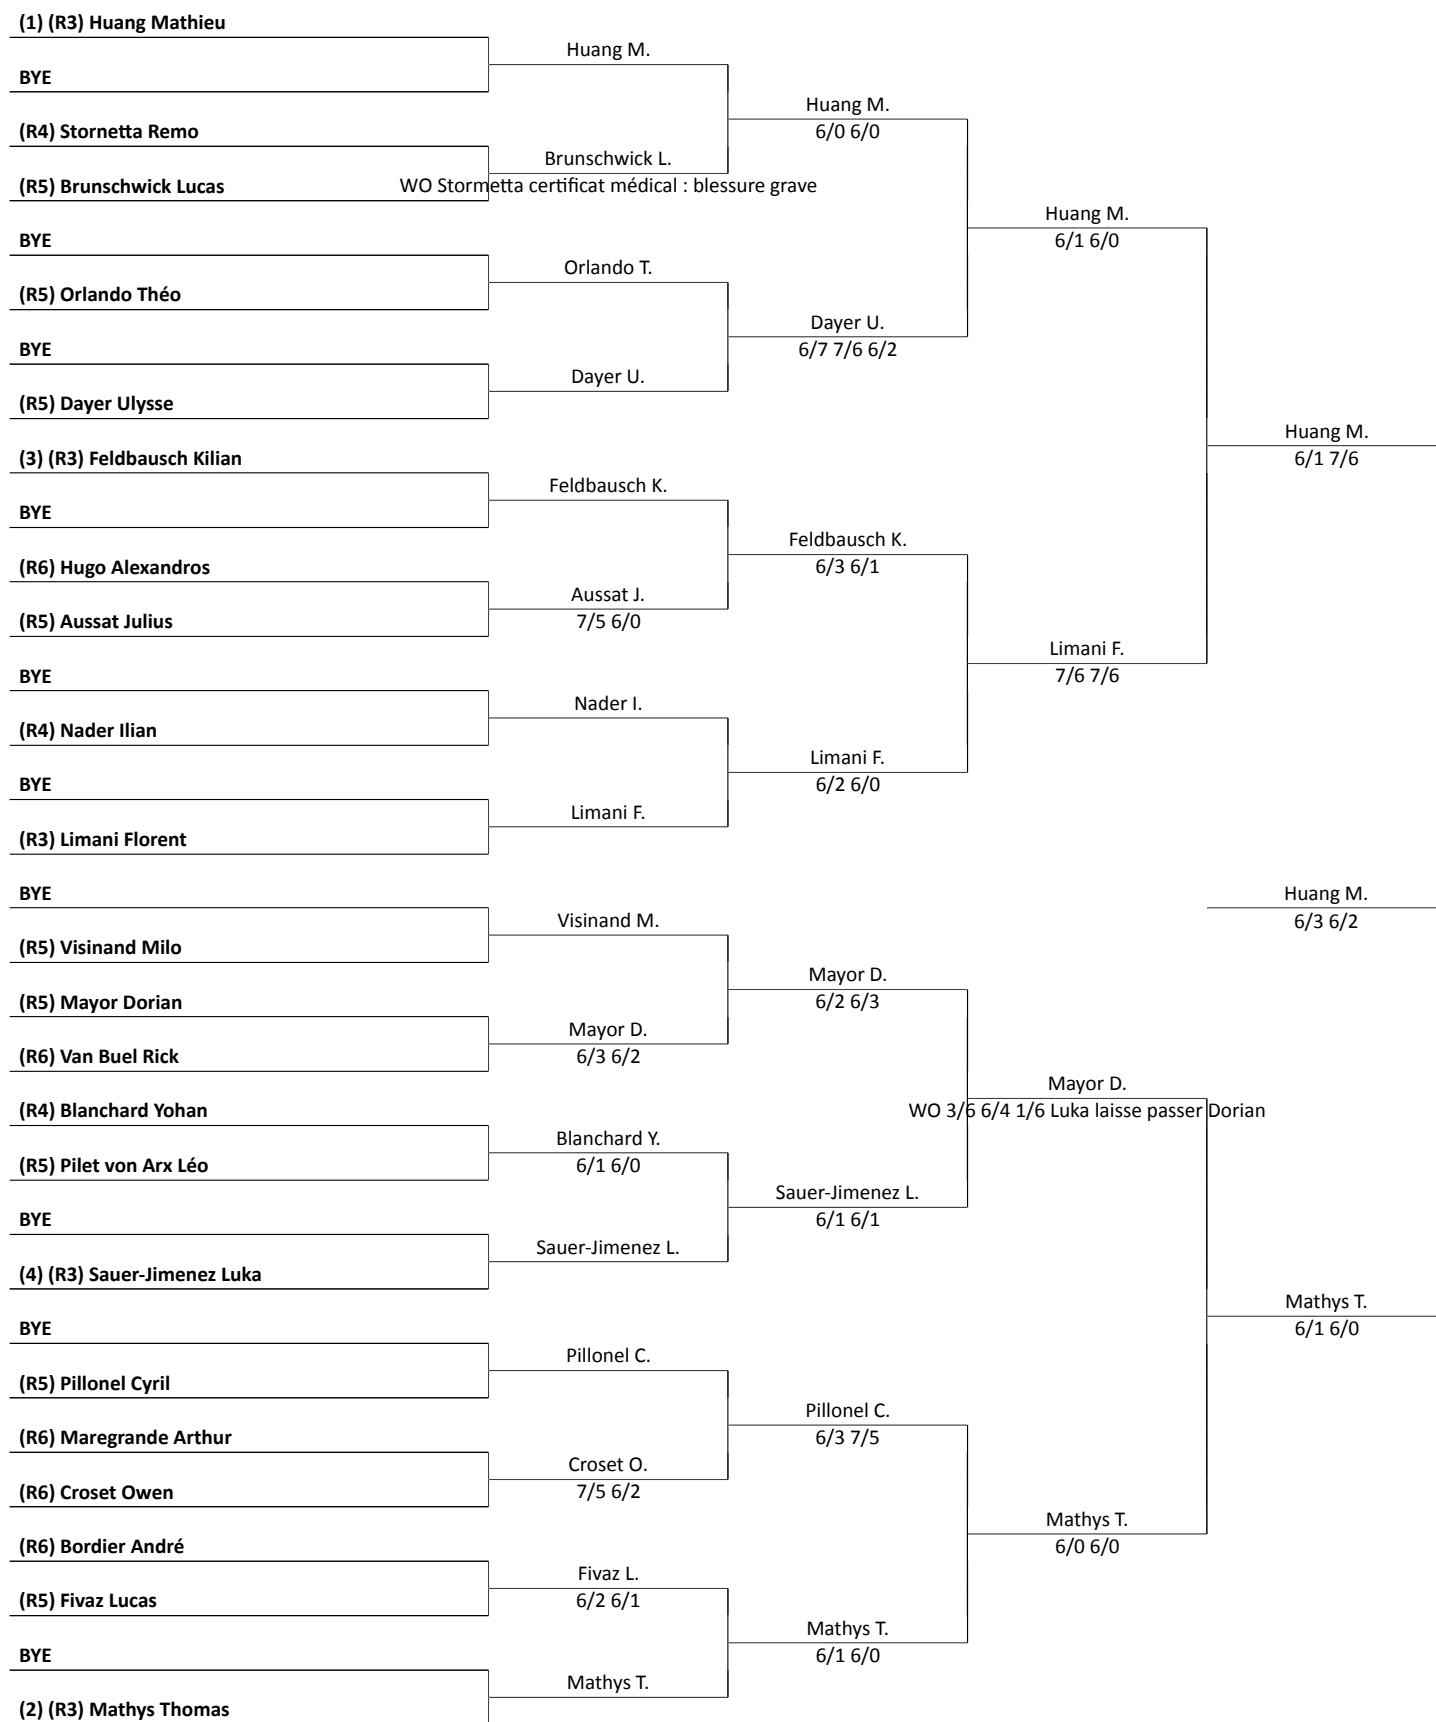 (1) (R3) Huang Mathieu
Huang M.
BYE
Huang M.
6/0 6/0
(R4) Stornetta Remo
Brunschwick L.
(R5) Brunschwick Lucas
WO Stormetta certificat médical : blessure grave
Huang M.
6/1 6/0
BYE
Orlando T.
(R5) Orlando Théo
Dayer U.
6/7 7/6 6/2
BYE
Dayer U.
(R5) Dayer Ulysse
Huang M.
6/1 7/6
(3) (R3) Feldbausch Kilian
Feldbausch K.
BYE
Feldbausch K.
6/3 6/1
(R6) Hugo Alexandros
Aussat J.
7/5 6/0
(R5) Aussat Julius
Limani F.
7/6 7/6
BYE
Nader I.
(R4) Nader Ilian
Limani F.
6/2 6/0
BYE
Limani F.
(R3) Limani Florent
BYE
Huang M.
6/3 6/2
Visinand M.
(R5) Visinand Milo
Mayor D.
6/2 6/3
(R5) Mayor Dorian
Mayor D.
6/3 6/2
(R6) Van Buel Rick
Mayor D.
WO 3/6 6/4 1/6 Luka laisse passer Dorian
(R4) Blanchard Yohan
Blanchard Y.
6/1 6/0
(R5) Pilet von Arx Léo
Sauer-Jimenez L.
6/1 6/1
BYE
Sauer-Jimenez L.
(4) (R3) Sauer-Jimenez Luka
Mathys T.
6/1 6/0
BYE
Pillonel C.
(R5) Pillonel Cyril
Pillonel C.
6/3 7/5
(R6) Maregrande Arthur
Croset O.
7/5 6/2
(R6) Croset Owen
Mathys T.
6/0 6/0
(R6) Bordier André
Fivaz L.
6/2 6/1
(R5) Fivaz Lucas
Mathys T.
6/1 6/0
BYE
Mathys T.
(2) (R3) Mathys Thomas